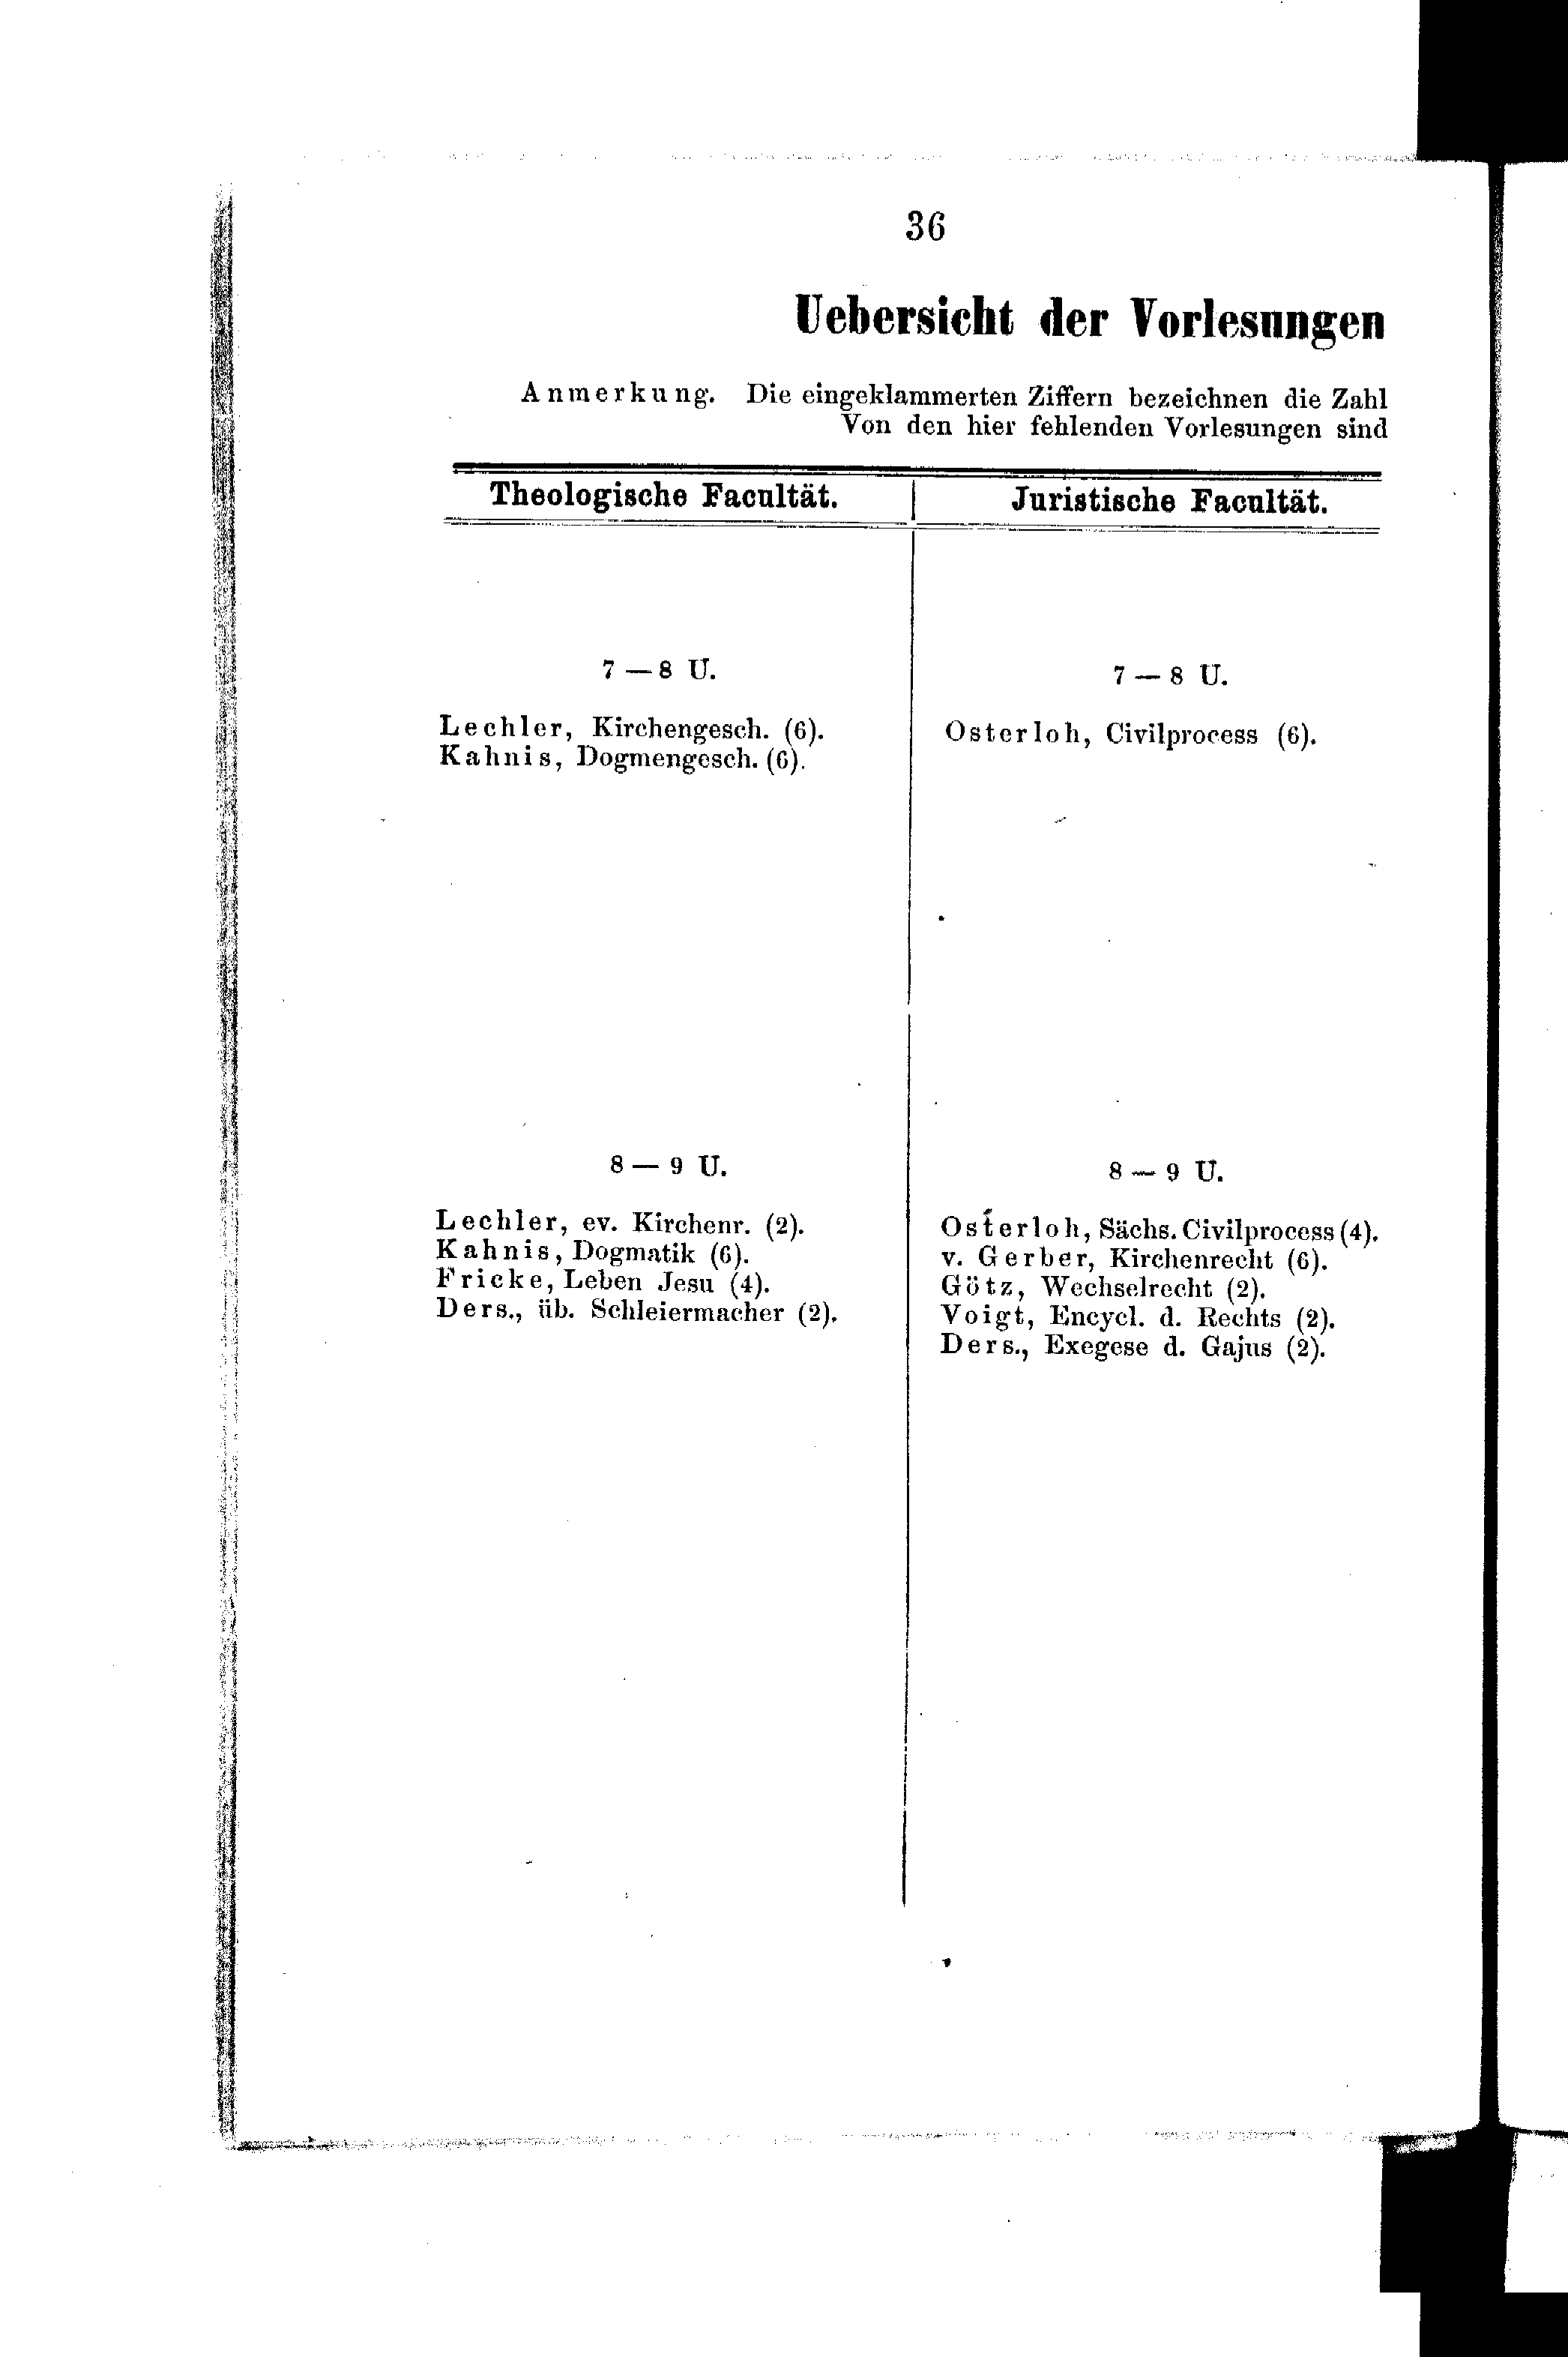 36
Uebersicht der Vorlesungen
Anmerkung. Die eingeklammerten Ziffern bezeichnen die Zahl
Von den hier fehlenden Vorlesungen sind
Theologische Facultät.
7 — 8 U.
Lechler, Kirchengesch. (6).
Kahnis, Dogmengesch. (6).
8 — 9 U.
Lechler, ev. Kirchenr. (2).
Kahnis, Dogmatik (6).
Fricke, Leben Jesu (4).
Ders., üb. Schleiermacher (2).
Juristische Facultät.
7 — 8 U.
Osterloh, Civilprocess (6).
8 — 9 U.
Osterloh, Sächs. Civilprocess (4).
v. Gerber, Kirchenrecht (6).
Götz, Wechselrecht (2).
Voigt, Encycl. d. Rechts (2).
Ders., Exegese d. Gajus (2).